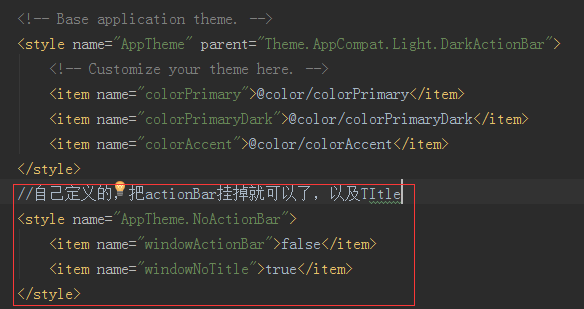 <!-- Base application theme. -->
<style name="AppTheme" parent="Theme.AppCompat.Light.DarkActionBar">
    <!-- Customize your theme here. -->
    <item name="colorPrimary">@color/colorPrimary</item>
    <item name="colorPrimaryDark">@color/colorPrimaryDark</item>
    <item name="colorAccent">@color/colorAccent</item>
</style>
//自己定义的，把actionBar挂掉就可以了，以及TItle
<style name="AppTheme.NoActionBar">
    <item name="windowActionBar">false</item>
    <item name="windowNoTitle">true</item>
</style>